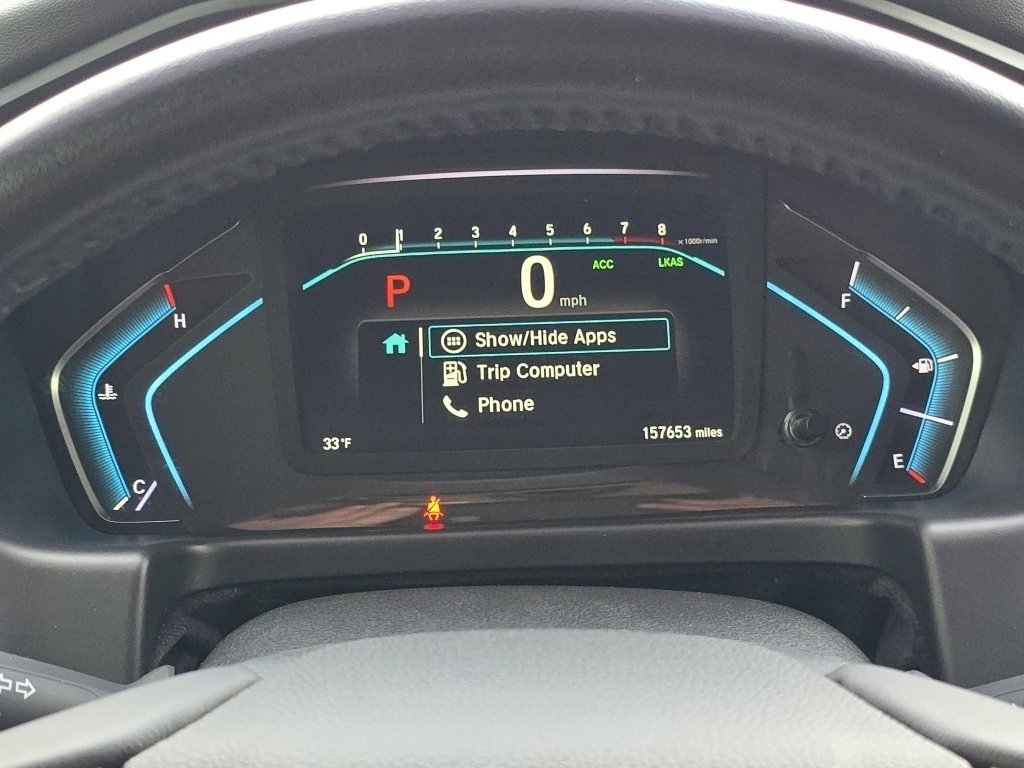 0 1 2 3 4 5 6 7 8 x1000r/min
P 0 mph ACC LKAS
H
F
Show/Hide Apps
Trip Computer
Phone
33°F
157653 miles
C
E